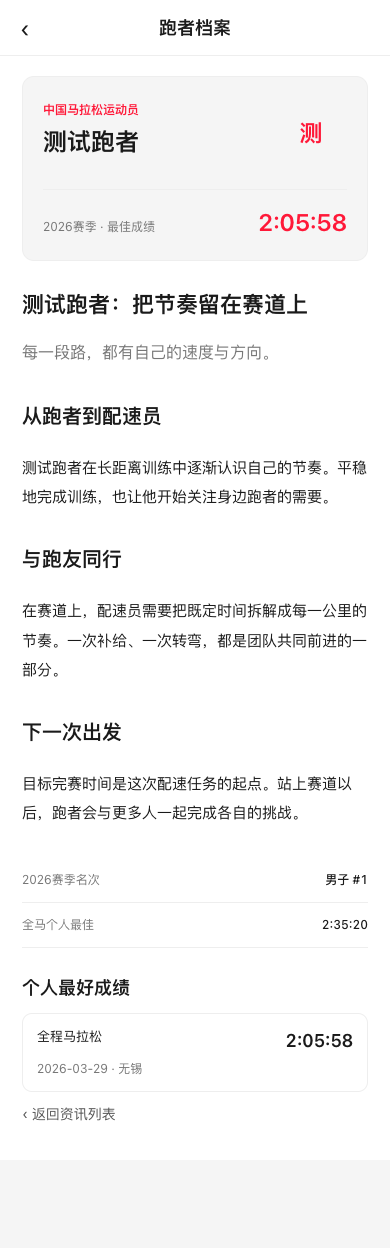 ‹
跑者档案
中国马拉松运动员
测试跑者
测
2026赛季 · 最佳成绩
2:05:58
测试跑者：把节奏留在赛道上
每一段路，都有自己的速度与方向。
从跑者到配速员
测试跑者在长距离训练中逐渐认识自己的节奏。平稳
地完成训练，也让他开始关注身边跑者的需要。
与跑友同行
在赛道上，配速员需要把既定时间拆解成每一公里的
节奏。一次补给、一次转弯，都是团队共同前进的一
部分。
下一次出发
目标完赛时间是这次配速任务的起点。站上赛道以
后，跑者会与更多人一起完成各自的挑战。
2026赛季名次
男子 #1
全马个人最佳
2:35:20
个人最好成绩
全程马拉松
2:05:58
2026-03-29 · 无锡
‹ 返回资讯列表